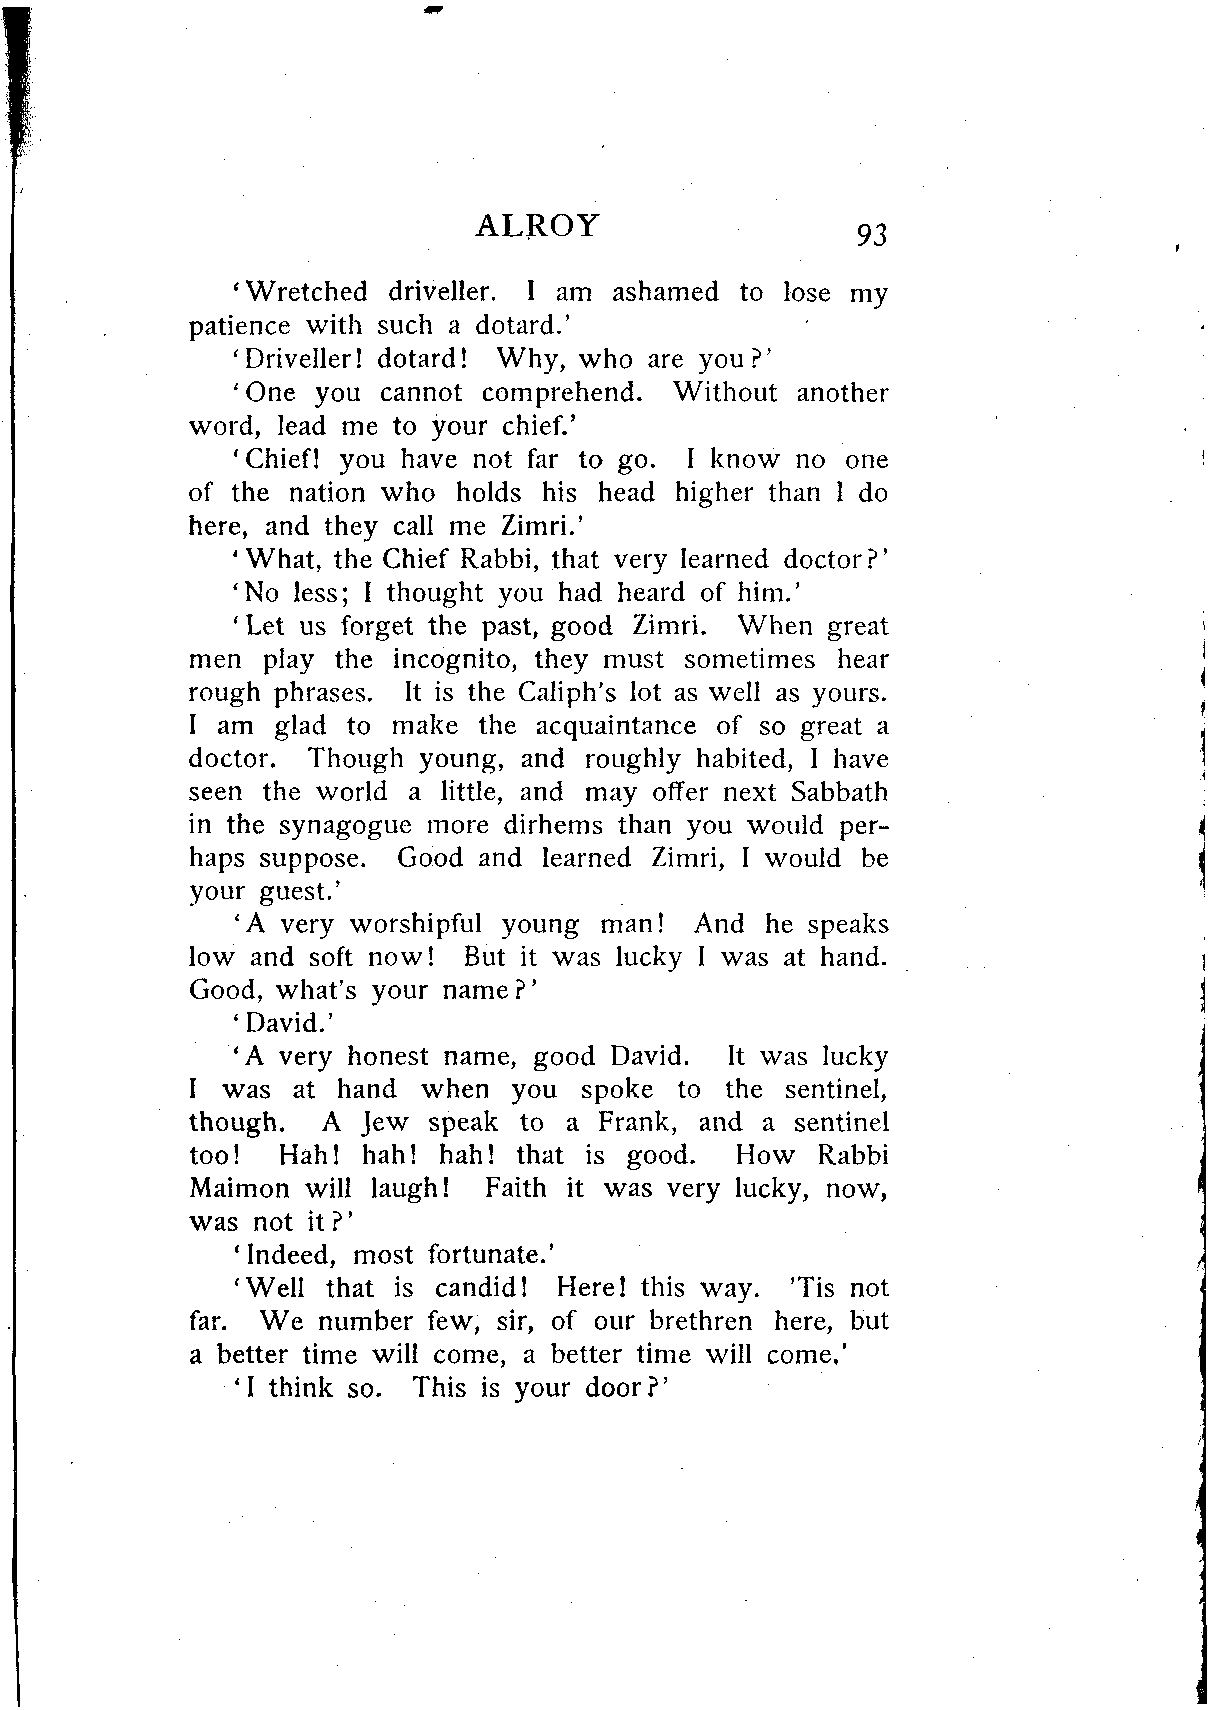 ALROY 93
‘Wretched driveller. I am ashamed to lose my
patience with such a dotard.’
‘Driveller! dotard! Why, who are you?’
‘One you cannot comprehend. Without another
word, lead me to your chief.’
‘Chief! you have not far to go. I know no one
of the nation who holds his head higher than I do
here, and they call me Zimri.’
‘What, the Chief Rabbi, that very learned doctor?’
‘No less; I thought you had heard of him.’
‘Let us forget the past, good Zimri. When great
men play the incognito, they must sometimes hear
rough phrases. It is the Caliph’s lot as well as yours.
I am glad to make the acquaintance of so great a
doctor. Though young, and roughly habited, I have
seen the world a little, and may offer next Sabbath
in the synagogue more dirhems than you would per-
haps suppose. Good and learned Zimri, I would be
your guest.’
‘A very worshipful young man! And he speaks
low and soft now! But it was lucky I was at hand.
Good, what’s your name?’
‘David.’
‘A very honest name, good David. It was lucky
I was at hand when you spoke to the sentinel,
though. A Jew speak to a Frank, and a sentinel
too! Hah! hah! hah! that is good. How Rabbi
Maimon will laugh! Faith it was very lucky, now,
was not it?’
‘Indeed, most fortunate.’
‘Well that is candid! Here! this way. ’Tis not
far. We number few, sir, of our brethren here, but
a better time will come, a better time will come.’
‘I think so. This is your door?’